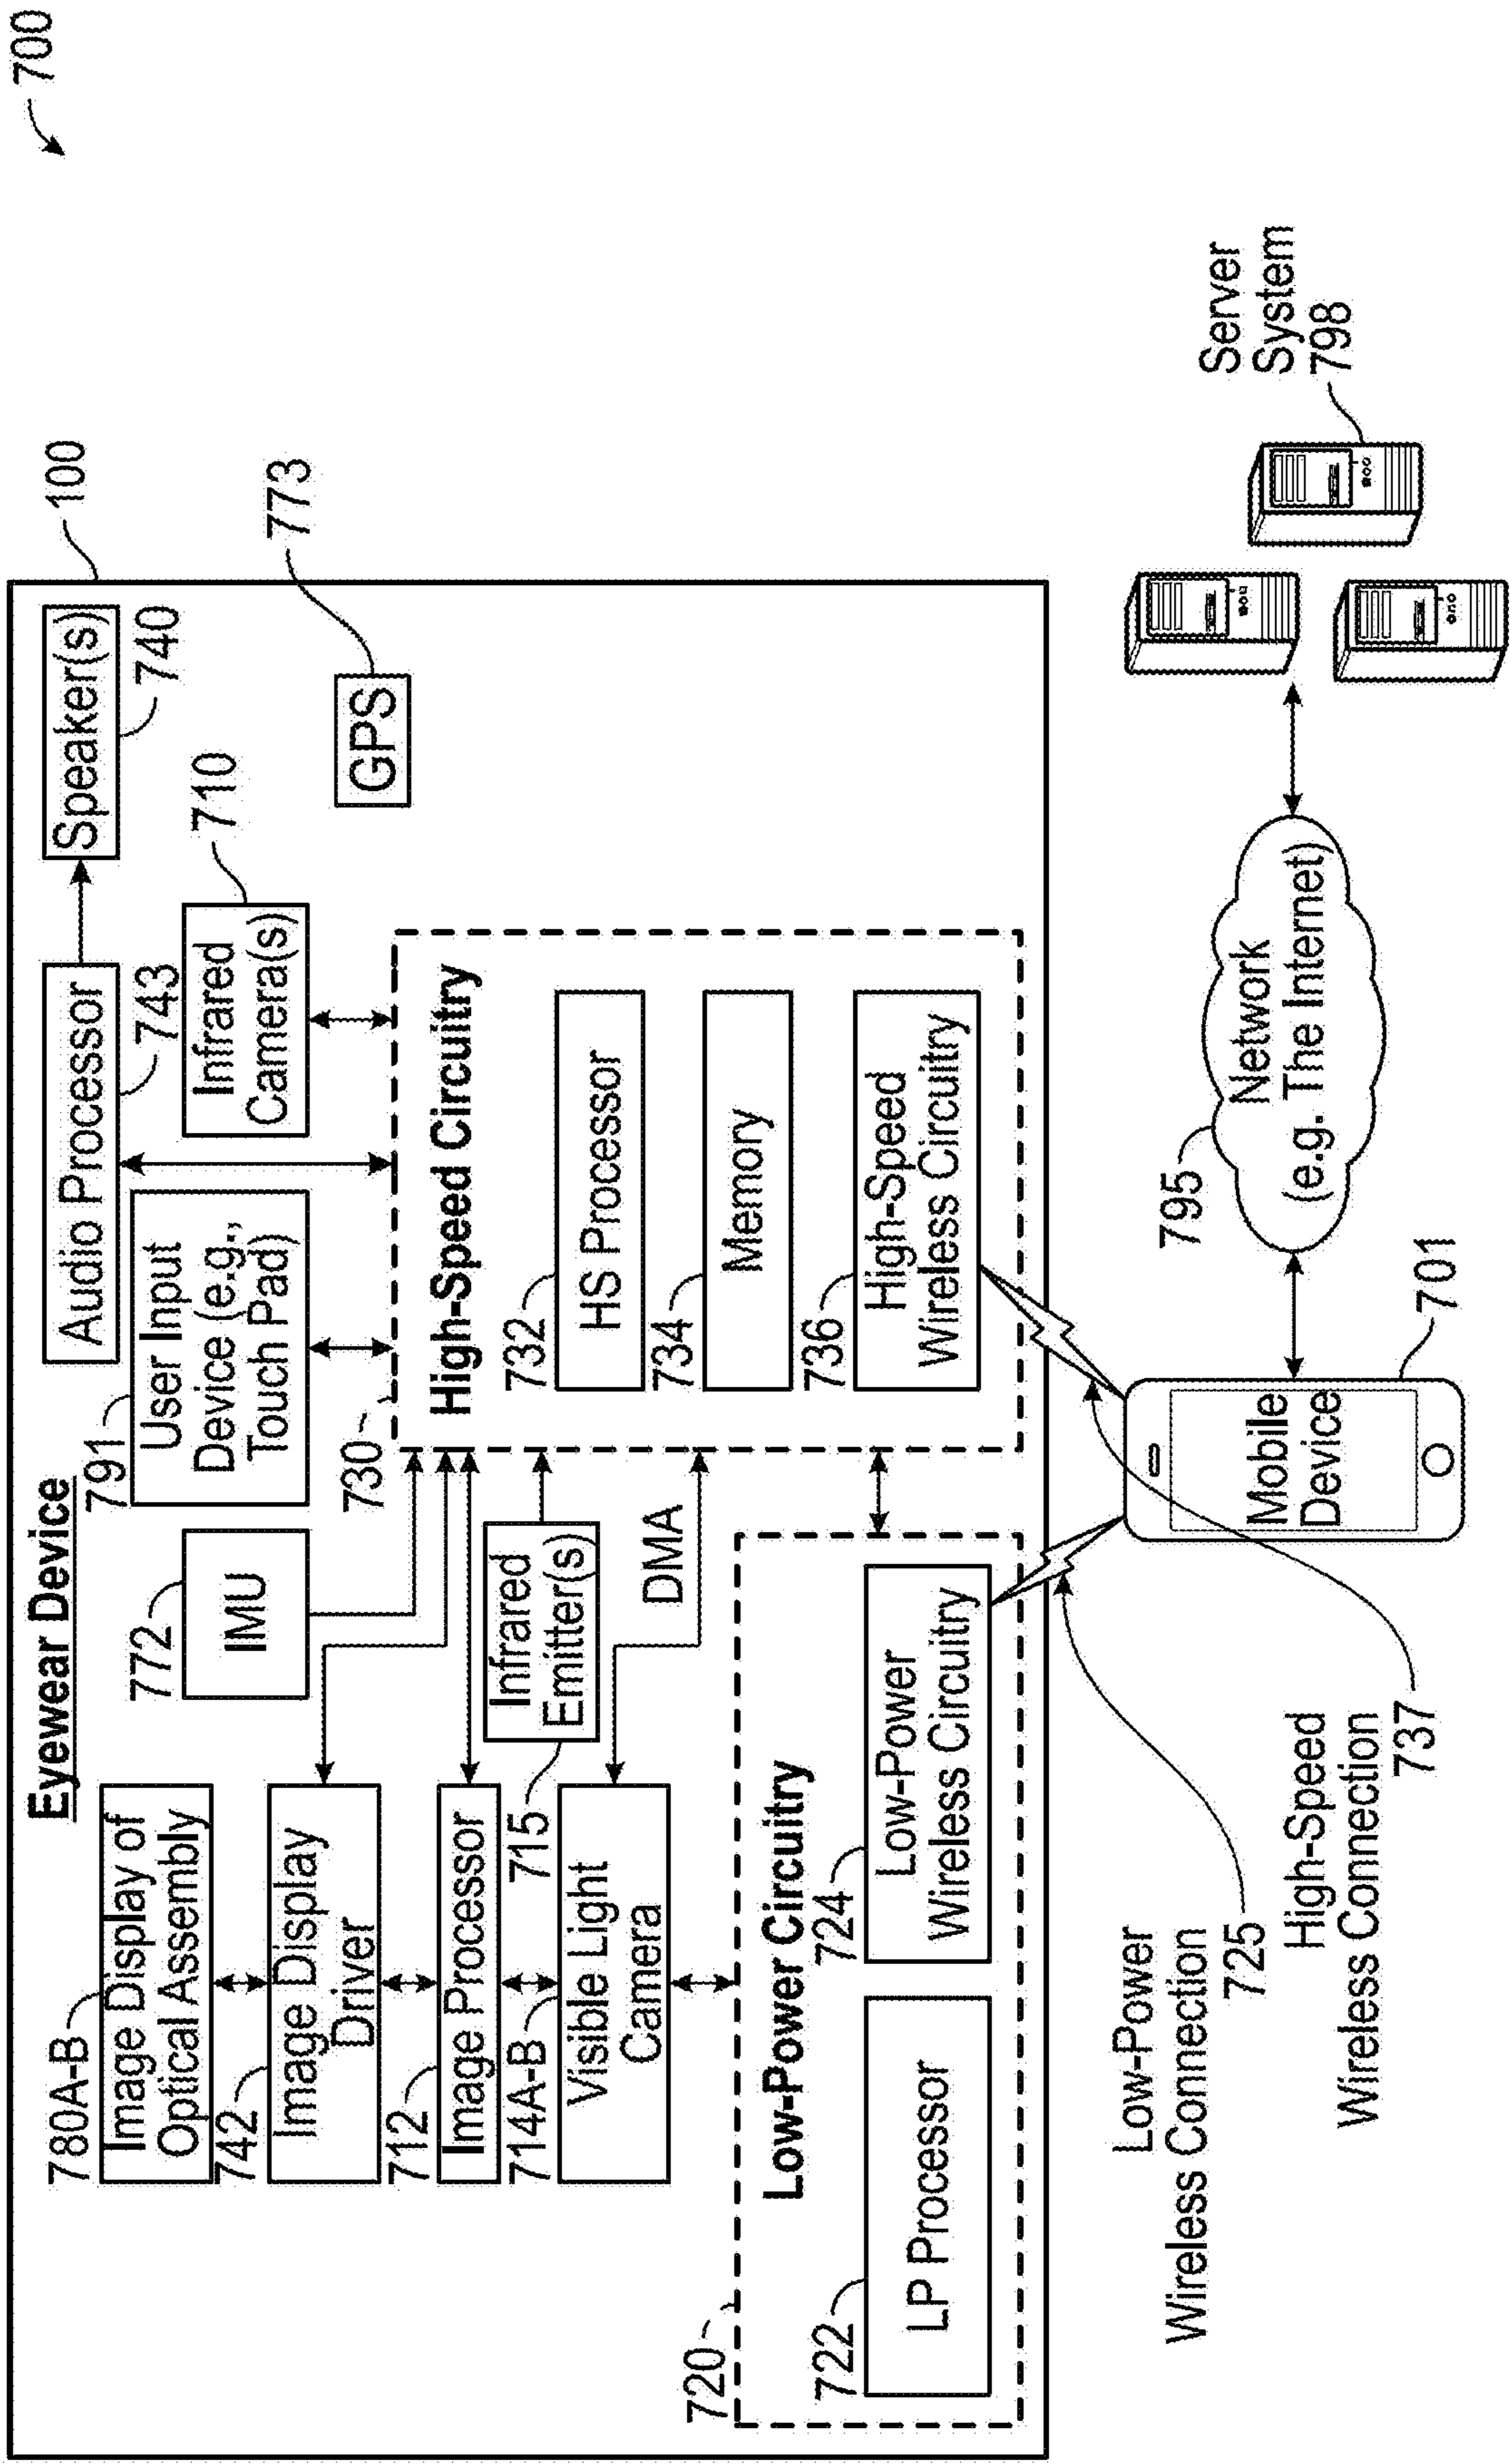 700
Eyewear Device
100
780A-B
Image Display of
Optical Assembly
772
IMU
791
User Input
Device (e.g.,
Touch Pad)
Audio Processor
743
Speaker(s)
740
Infrared
Camera(s)
710
GPS
773
742
Image Display
Driver
712
Image Processor
715
Infrared
Emitter(s)
714A-B
Visible Light
Camera
DMA
730
High-Speed Circuitry
732
HS Processor
734
Memory
736
High-Speed
Wireless Circuitry
720
Low-Power Circuitry
722
LP Processor
724
Low-Power
Wireless Circuitry
Low-Power
Wireless Connection
725
High-Speed
Wireless Connection
737
Mobile
Device
701
795
Network
(e.g. The Internet)
Server
System
798